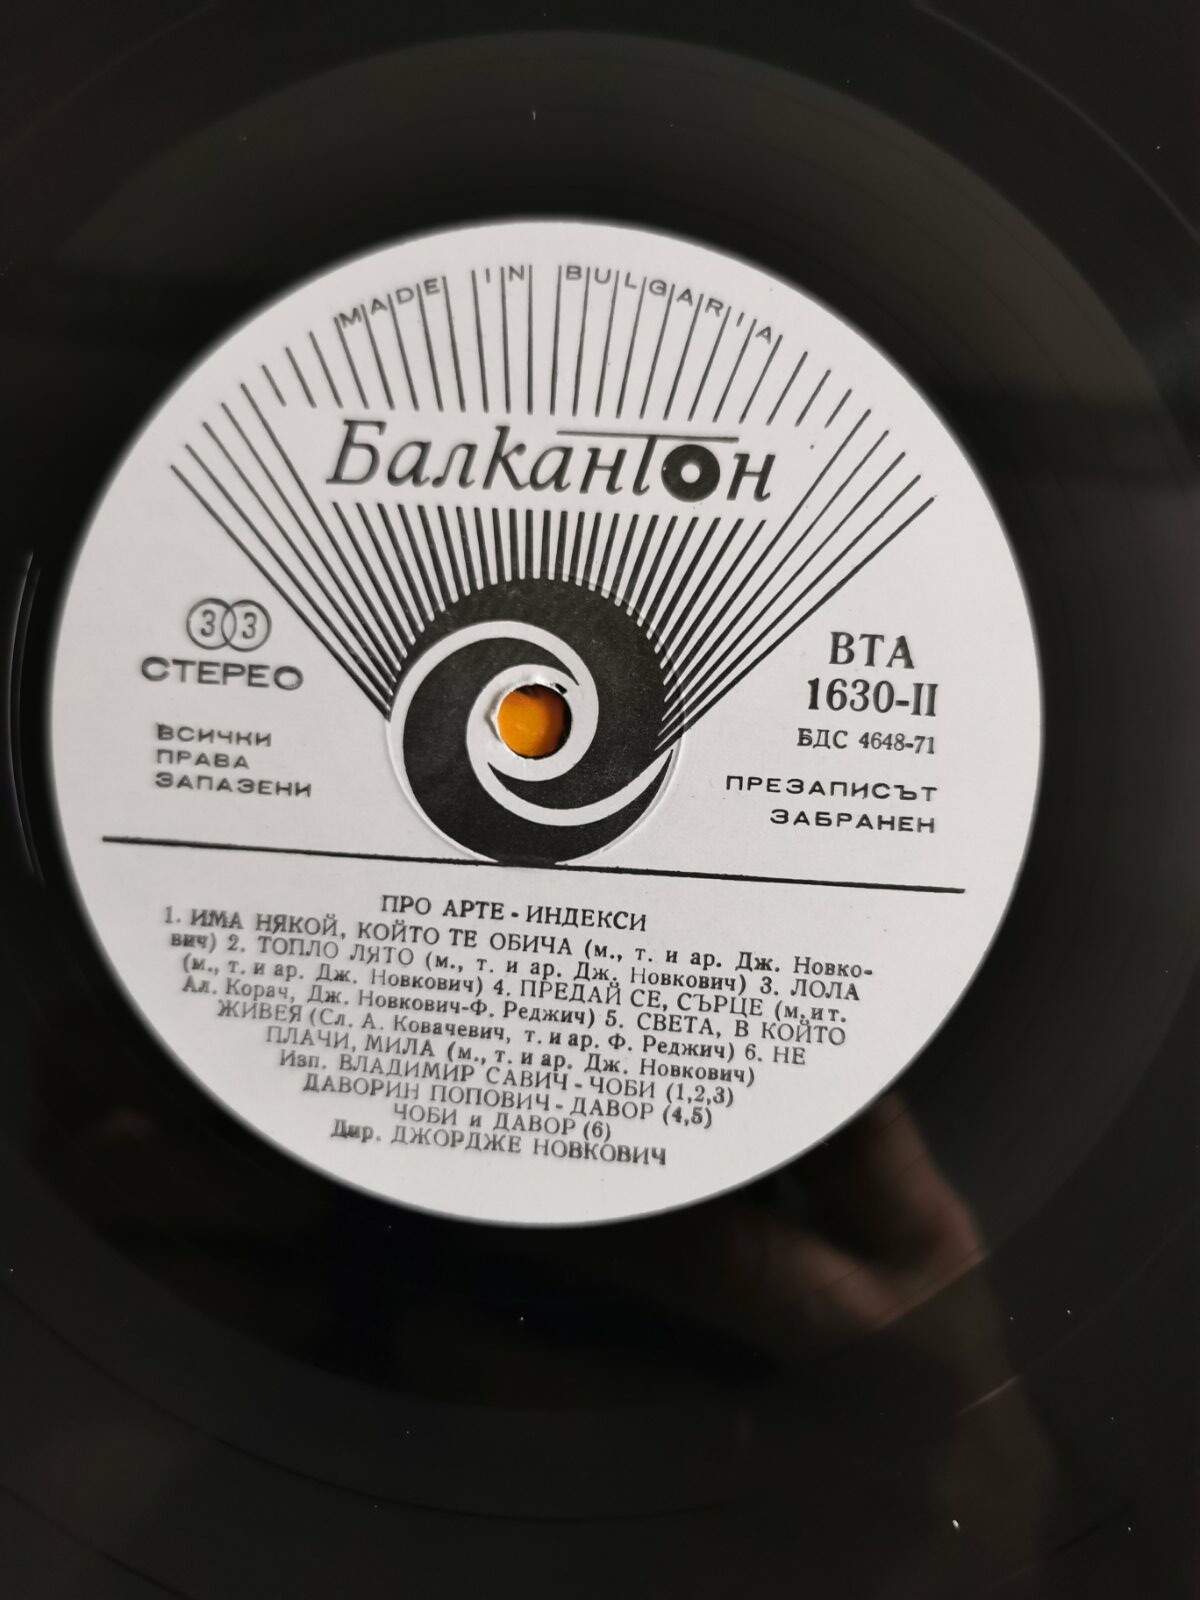 MADE IN BULGARIA
Балкантон
33
СТЕРЕО
ВСИЧКИ
ПРАВА
ЗАПАЗЕНИ
ВТА
1630-II
БДС 4648-71
ПРЕЗАПИСЪТ
ЗАБРАНЕН
ПРО АРТЕ - ИНДЕКСИ
1. ИМА НЯКОЙ, КОЙТО ТЕ ОБИЧА (м., т. и ар. Дж. Новко-
вич) 2. ТОПЛО ЛЯТО (м., т. и ар. Дж. Новкович) 3. ЛОЛА
(м., т. и ар. Дж. Новкович) 4. ПРЕДАЙ СЕ, СЪРЦЕ (м. и т.
Ал. Корач, Дж. Новкович-Ф. Реджич) 5. СВЕТА, В КОЙТО
ЖИВЕЯ (Сл. А. Ковачевич, т. и ар. Ф. Реджич) 6. НЕ
ПЛАЧИ, МИЛА (м., т. и ар. Дж. Новкович)
Изп. ВЛАДИМИР САВИЧ - ЧОБИ (1,2,3)
ДАВОРИН ПОПОВИЧ - ДАВОР (4,5)
ЧОБИ и ДАВОР (6)
Дир. ДЖОРДЖЕ НОВКОВИЧ